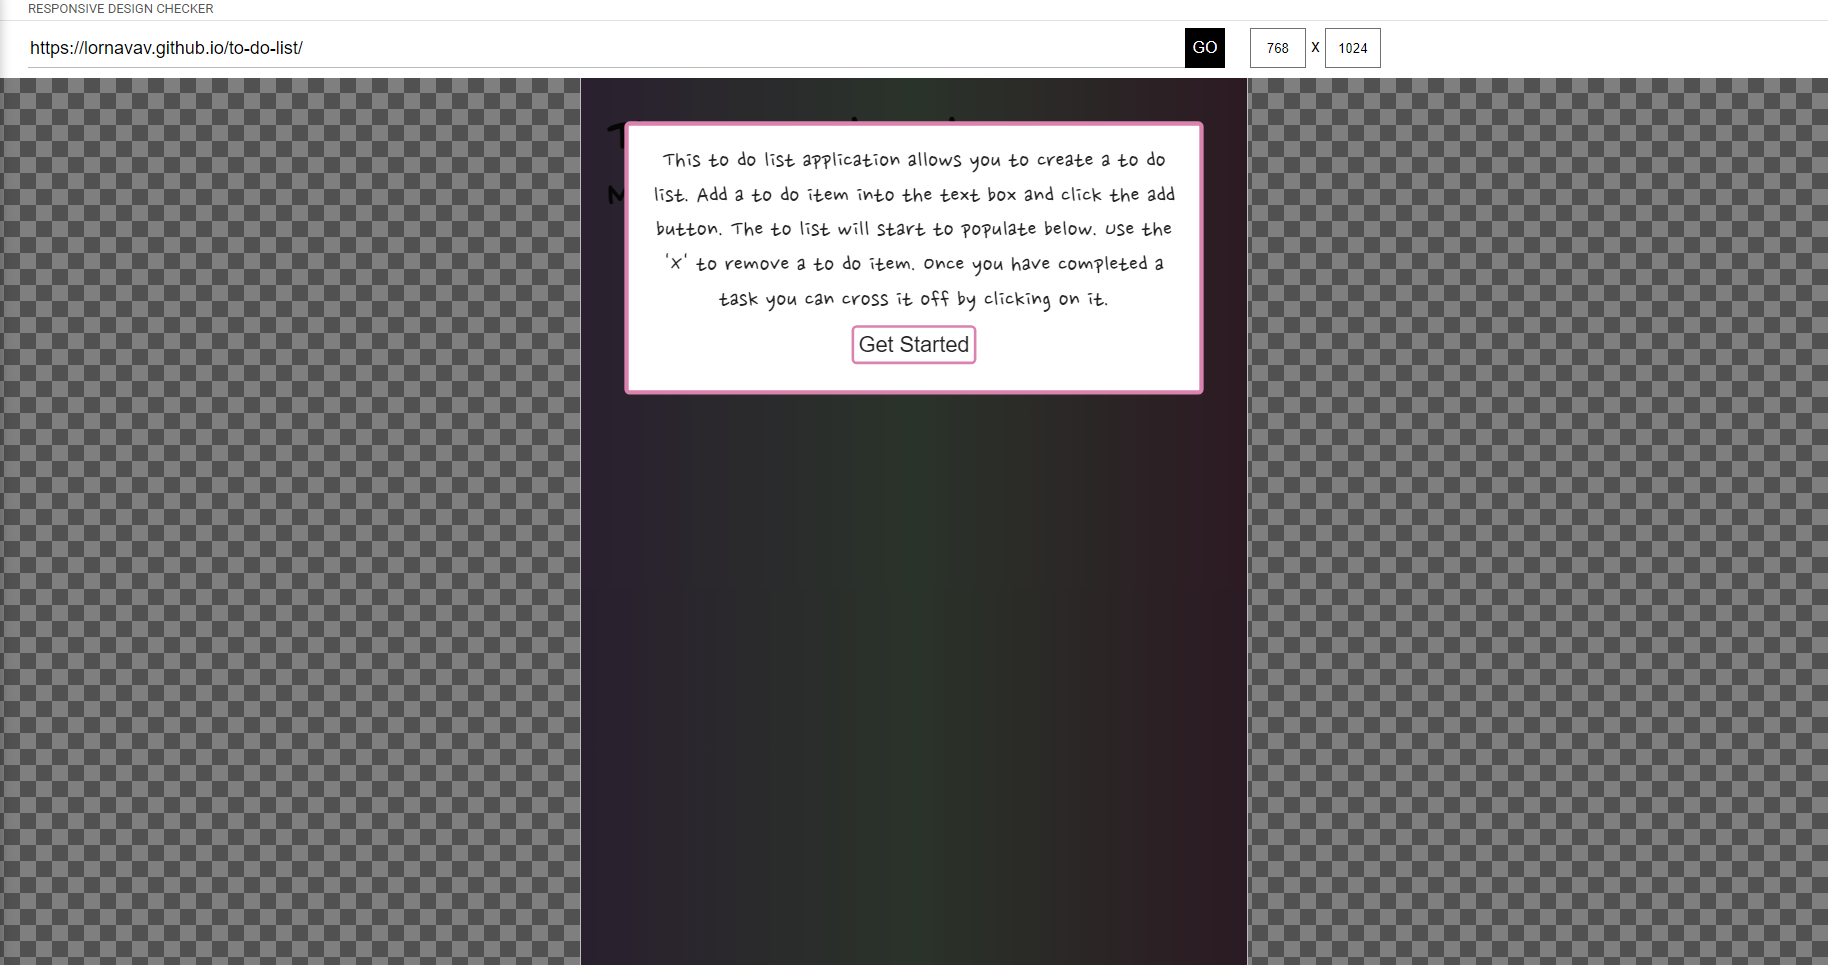 RESPONSIVE DESIGN CHECKER
https://lornavav.github.io/to-do-list/
GO
768 X 1024
This to do list application allows you to create a to do
list. Add a to do item into the text box and click the add
button. The to list will start to populate below. Use the
'X' to remove a to do item. Once you have completed a
task you can cross it off by clicking on it.
Get Started